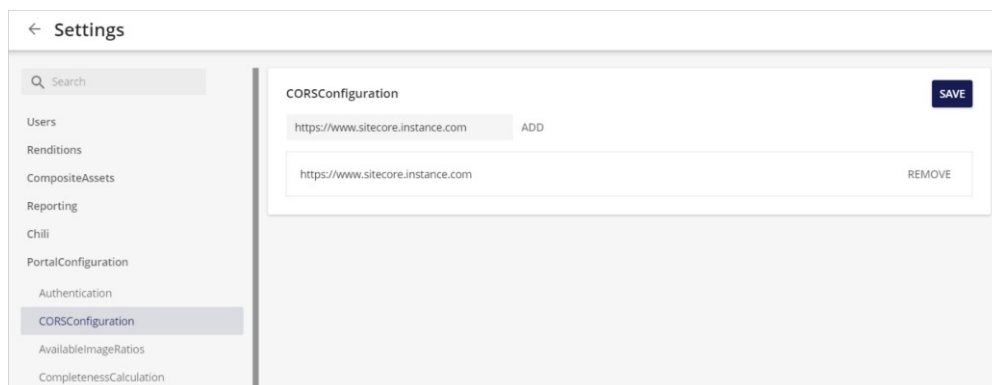 ← Settings
Search
Users
Renditions
CompositeAssets
Reporting
Chili
PortalConfiguration
Authentication
CORSConfiguration
AvailableImageRatios
CompletenessCalculation
CORSConfiguration
SAVE
https://www.sitecore.instance.com ADD
https://www.sitecore.instance.com REMOVE